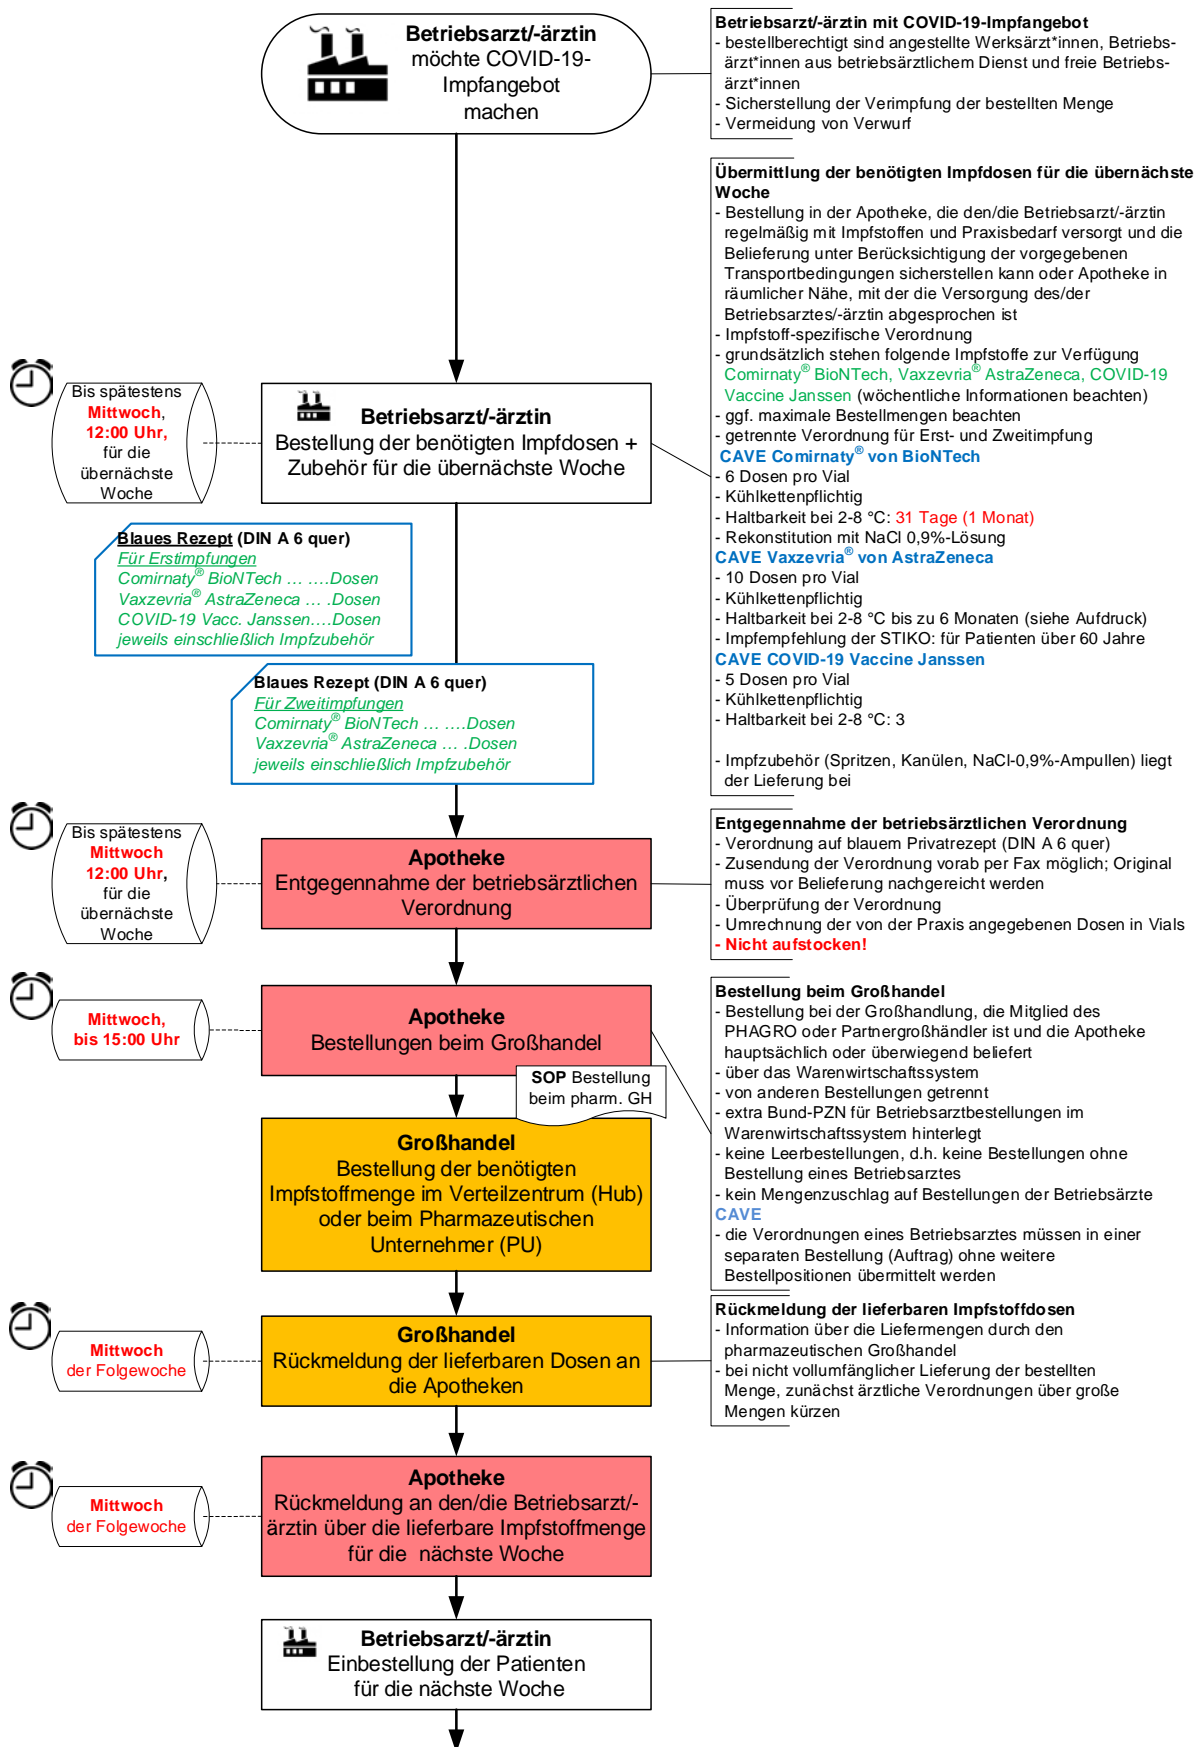 Betriebsarzt/-ärztin
möchte COVID-19-
Impfangebot
machen
Betriebsarzt/-ärztin mit COVID-19-Impfangebot
- bestellberechtigt sind angestellte Werksärzt*innen, Betriebs-
ärzt*innen aus betriebsärztlichem Dienst und freie Betriebs-
ärzt*innen
- Sicherstellung der Verimpfung der bestellten Menge
- Vermeidung von Verwurf
Übermittlung der benötigten Impfdosen für die übernächste
Woche
- Bestellung in der Apotheke, die den/die Betriebsarzt/-ärztin
regelmäßig mit Impfstoffen und Praxisbedarf versorgt und die
Belieferung unter Berücksichtigung der vorgegebenen
Transportbedingungen sicherstellen kann oder Apotheke in
räumlicher Nähe, mit der die Versorgung des/der
Betriebsarztes/-ärztin abgesprochen ist
- Impfstoff-spezifische Verordnung
- grundsätzlich stehen folgende Impfstoffe zur Verfügung
Comirnaty® BioNTech, Vaxzevria® AstraZeneca, COVID-19
Vaccine Janssen (wöchentliche Informationen beachten)
- ggf. maximale Bestellmengen beachten
- getrennte Verordnung für Erst- und Zweitimpfung
CAVE Comirnaty® von BioNTech
- 6 Dosen pro Vial
- Kühlkettenpflichtig
- Haltbarkeit bei 2-8 °C: 31 Tage (1 Monat)
- Rekonstitution mit NaCl 0,9%-Lösung
CAVE Vaxzevria® von AstraZeneca
- 10 Dosen pro Vial
- Kühlkettenpflichtig
- Haltbarkeit bei 2-8 °C bis zu 6 Monaten (siehe Aufdruck)
- Impfempfehlung der STIKO: für Patienten über 60 Jahre
CAVE COVID-19 Vaccine Janssen
- 5 Dosen pro Vial
- Kühlkettenpflichtig
- Haltbarkeit bei 2-8 °C: 3
- Impfzubehör (Spritzen, Kanülen, NaCl-0,9%-Ampullen) liegt
der Lieferung bei
Bis spätestens
Mittwoch,
12:00 Uhr,
für die
übernächste
Woche
Betriebsarzt/-ärztin
Bestellung der benötigten Impfdosen +
Zubehör für die übernächste Woche
Blaues Rezept (DIN A 6 quer)
Für Erstimpfungen
Comirnaty® BioNTech … ….Dosen
Vaxzevria® AstraZeneca … .Dosen
COVID-19 Vacc. Janssen….Dosen
jeweils einschließlich Impfzubehör
Blaues Rezept (DIN A 6 quer)
Für Zweitimpfungen
Comirnaty® BioNTech … ….Dosen
Vaxzevria® AstraZeneca … .Dosen
jeweils einschließlich Impfzubehör
Bis spätestens
Mittwoch
12:00 Uhr,
für die
übernächste
Woche
Apotheke
Entgegennahme der betriebsärztlichen
Verordnung
Entgegennahme der betriebsärztlichen Verordnung
- Verordnung auf blauem Privatrezept (DIN A 6 quer)
- Zusendung der Verordnung vorab per Fax möglich; Original
muss vor Belieferung nachgereicht werden
- Überprüfung der Verordnung
- Umrechnung der von der Praxis angegebenen Dosen in Vials
- Nicht aufstocken!
Mittwoch,
bis 15:00 Uhr
Apotheke
Bestellungen beim Großhandel
SOP Bestellung
beim pharm. GH
Bestellung beim Großhandel
- Bestellung bei der Großhandlung, die Mitglied des
PHAGRO oder Partnergroßhändler ist und die Apotheke
hauptsächlich oder überwiegend beliefert
- über das Warenwirtschaftssystem
- von anderen Bestellungen getrennt
- extra Bund-PZN für Betriebsarztbestellungen im
Warenwirtschaftssystem hinterlegt
- keine Leerbestellungen, d.h. keine Bestellungen ohne
Bestellung eines Betriebsarztes
- kein Mengenzuschlag auf Bestellungen der Betriebsärzte
CAVE
- die Verordnungen eines Betriebsarztes müssen in einer
separaten Bestellung (Auftrag) ohne weitere
Bestellpositionen übermittelt werden
Großhandel
Bestellung der benötigten
Impfstoffmenge im Verteilzentrum (Hub)
oder beim Pharmazeutischen
Unternehmer (PU)
Mittwoch
der Folgewoche
Großhandel
Rückmeldung der lieferbaren Dosen an
die Apotheken
Rückmeldung der lieferbaren Impfstoffdosen
- Information über die Liefermengen durch den
pharmazeutischen Großhandel
- bei nicht vollumfänglicher Lieferung der bestellten
Menge, zunächst ärztliche Verordnungen über große
Mengen kürzen
Mittwoch
der Folgewoche
Apotheke
Rückmeldung an den/die Betriebsarzt/-
ärztin über die lieferbare Impfstoffmenge
für die nächste Woche
Betriebsarzt/-ärztin
Einbestellung der Patienten
für die nächste Woche